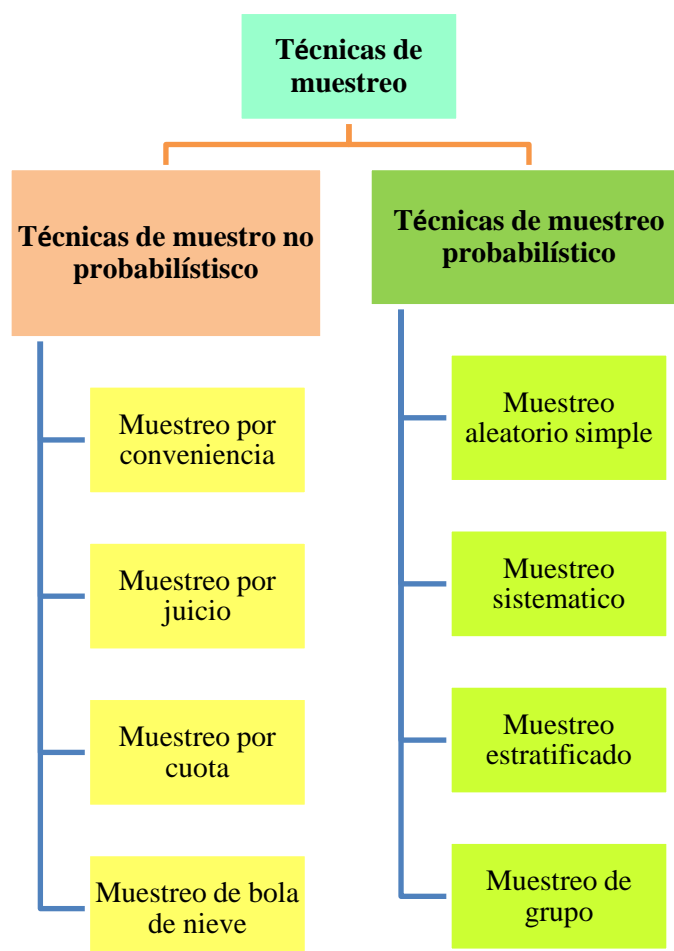 Técnicas de
muestreo
Técnicas de muestro no
probabilístisco
Muestreo por
conveniencia
Muestreo por
juicio
Muestreo por
cuota
Muestreo de bola
de nieve
Técnicas de muestreo
probabilístico
Muestreo
aleatorio simple
Muestreo
sistematico
Muestreo
estratificado
Muestreo de
grupo